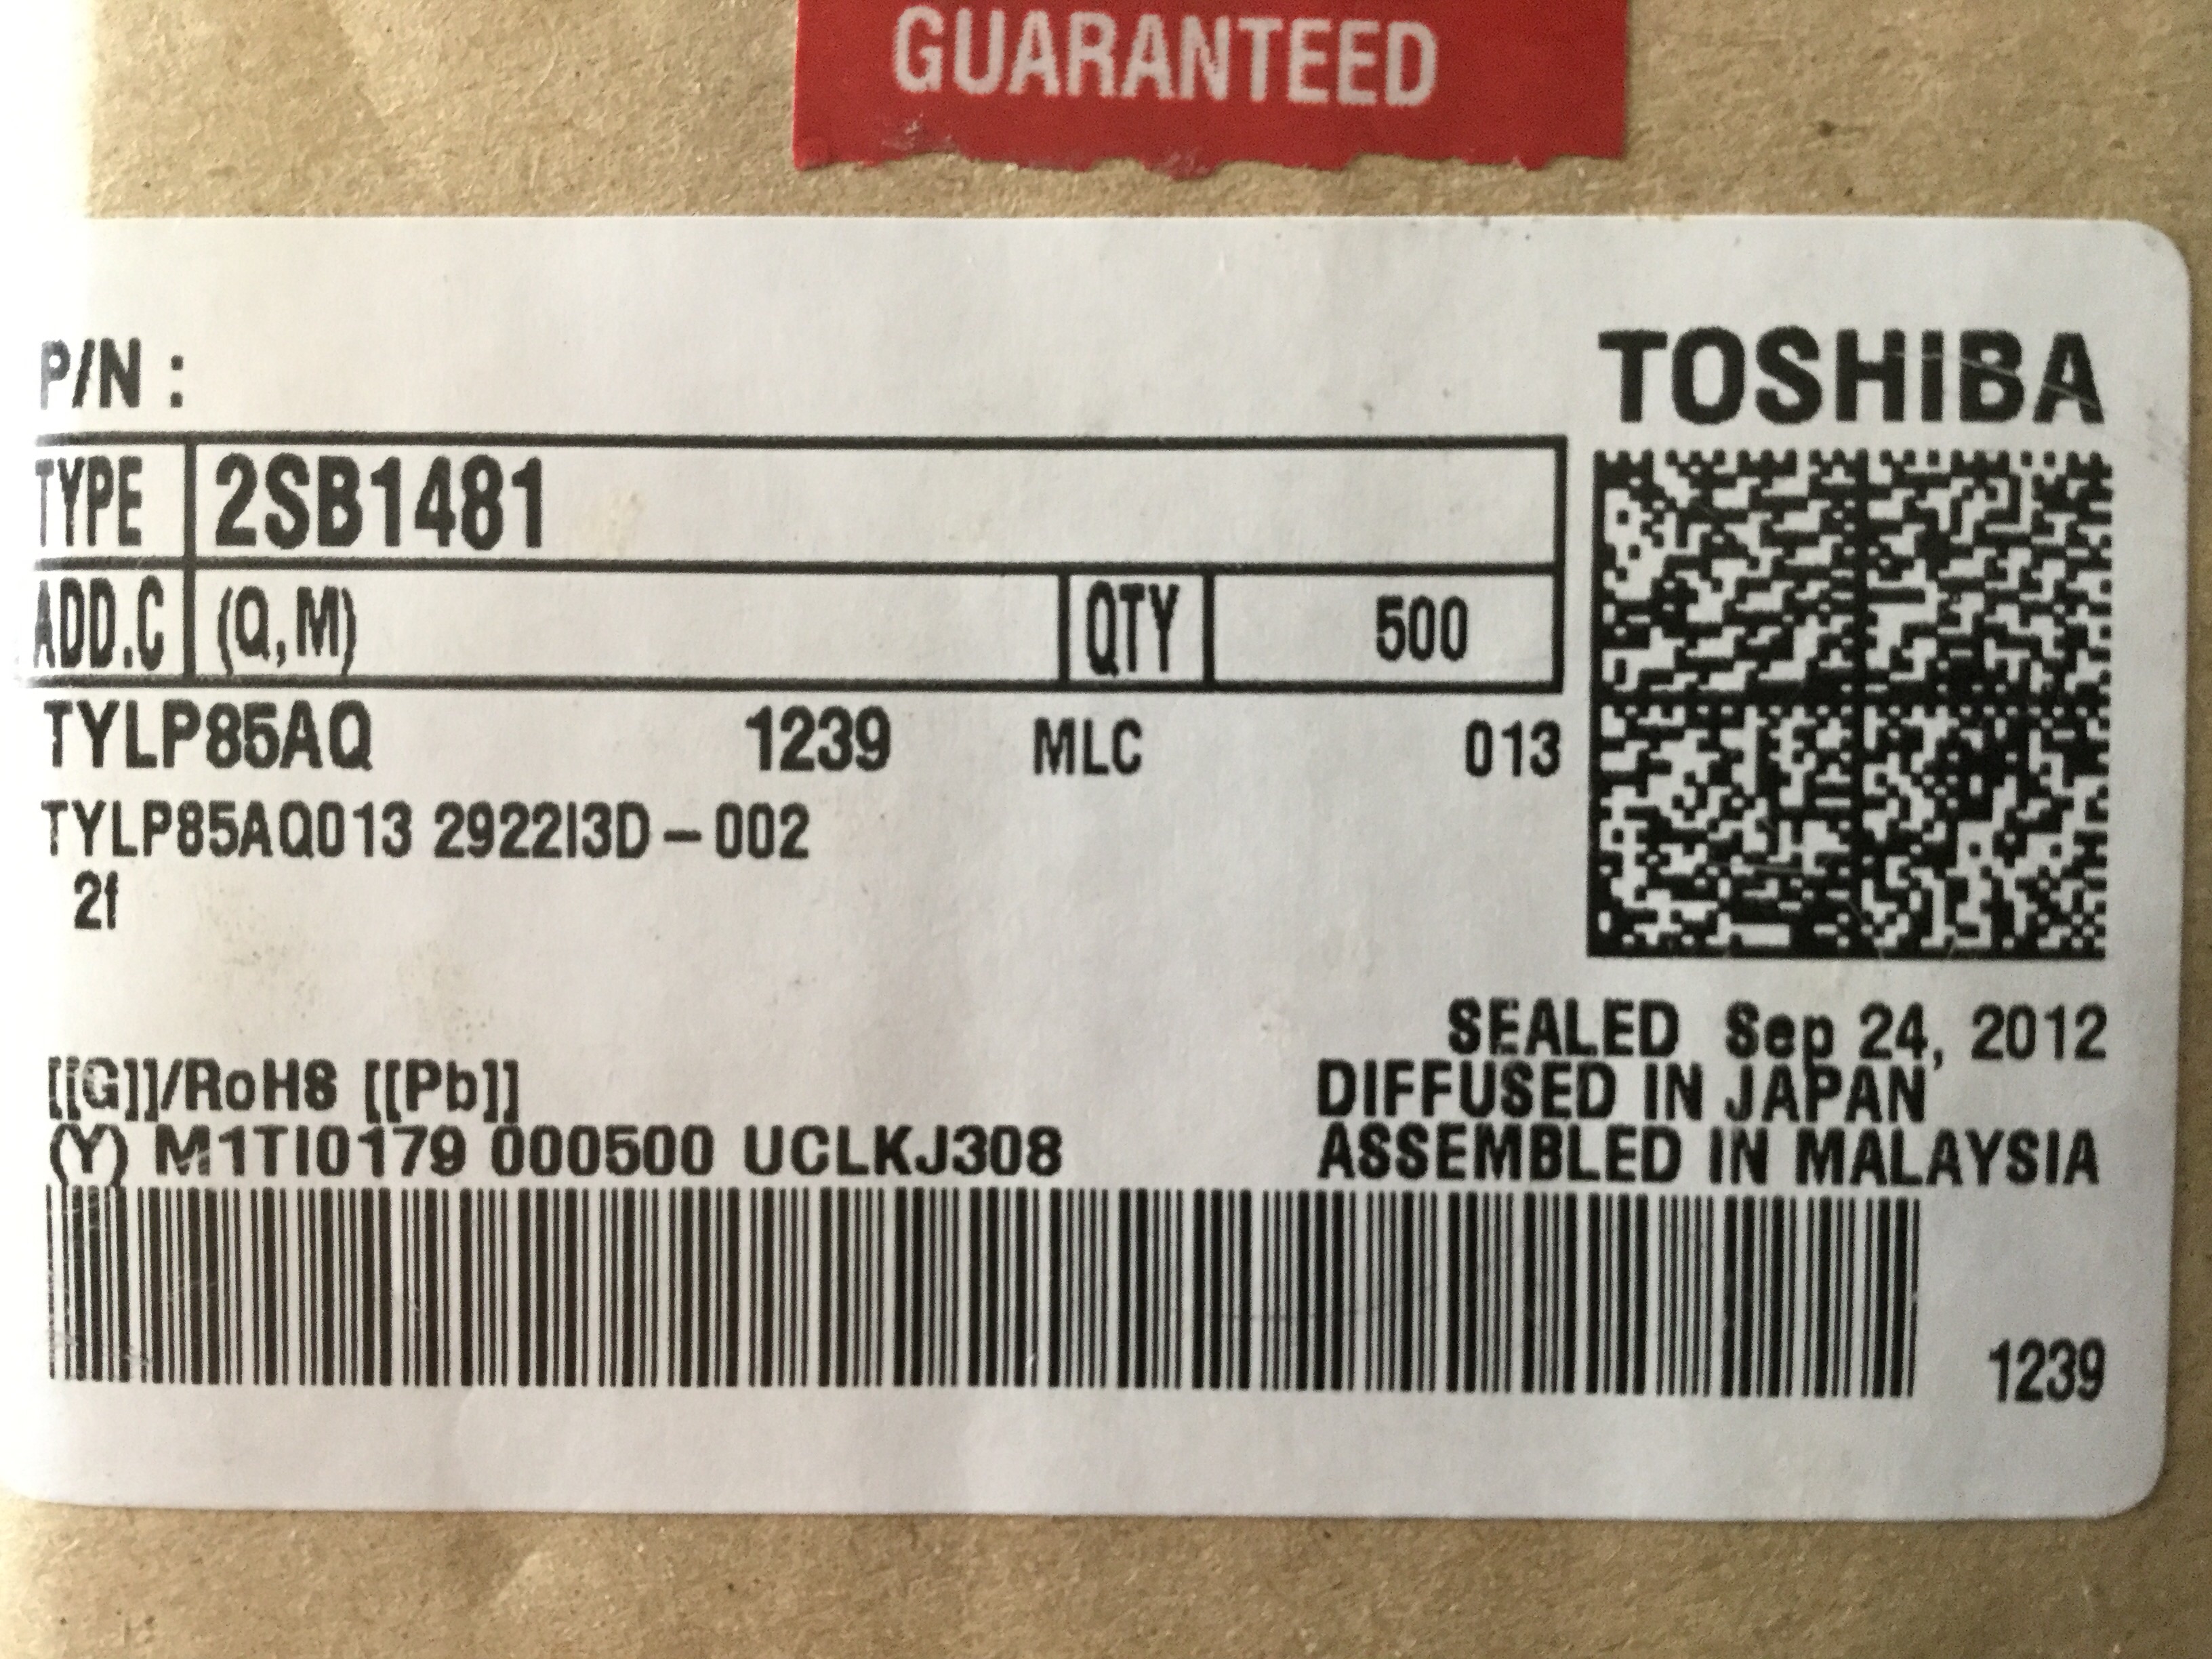 GUARANTEED
P/N :
TOSHIBA
TYPE 2SB1481
ADD.C (Q,M) QTY 500
TYLP85AQ 1239 MLC 013
TYLP85AQ013 2922I3D-002
2f
SEALED Sep 24, 2012
[[G]]/RoHS [[Pb]] DIFFUSED IN JAPAN
(Y) M1TI0179 000500 UCLKJ308 ASSEMBLED IN MALAYSIA
1239